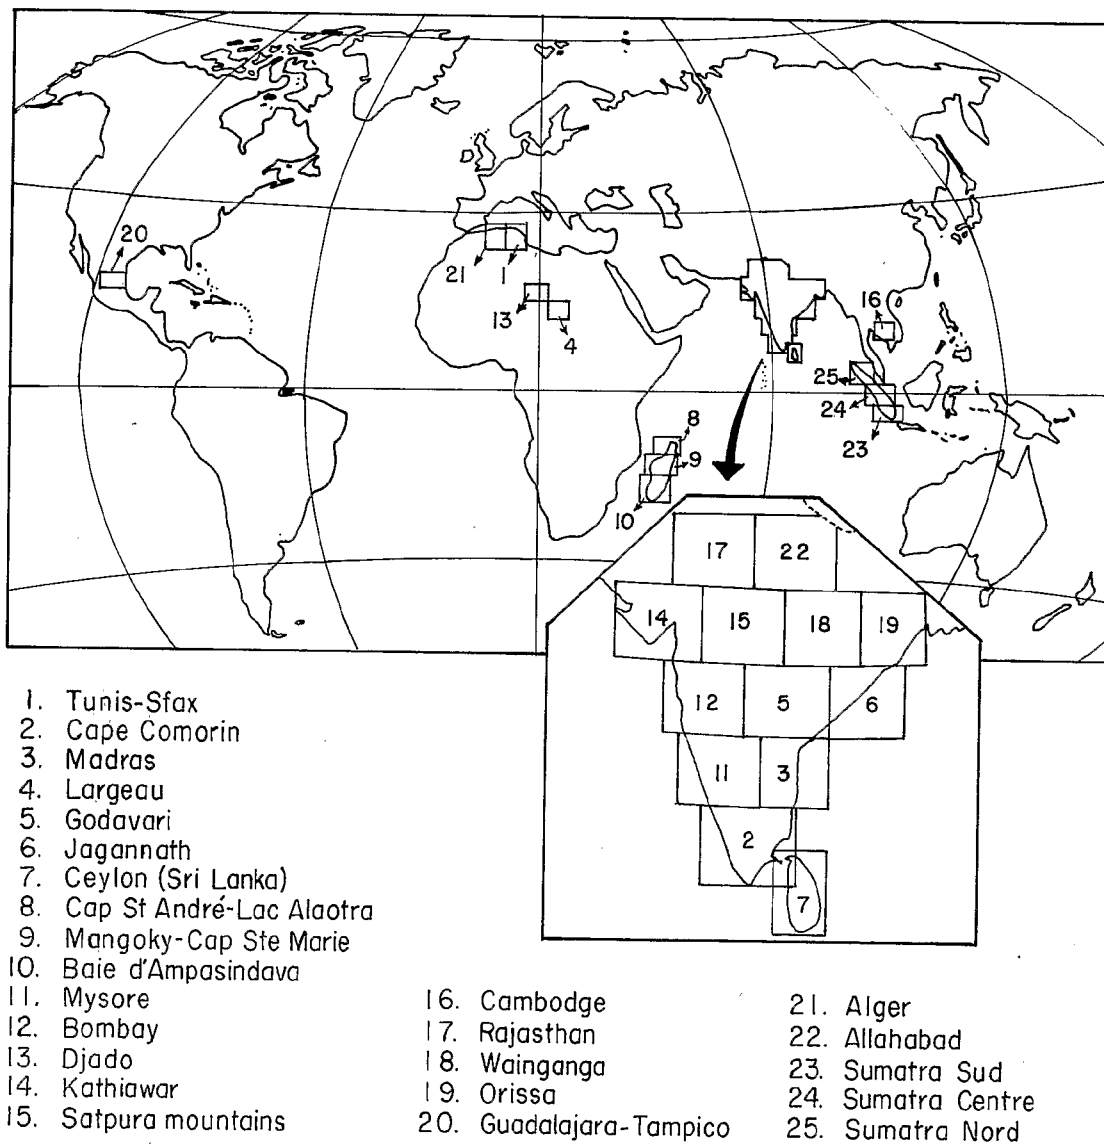 20
21
1
13
4
16
25
24
23
8
9
10
17
22
14
15
18
19
12
5
6
11
3
2
7
1. Tunis-Sfax
2. Cape Comorin
3. Madras
4. Largeau
5. Godavari
6. Jagannath
7. Ceylon (Sri Lanka)
8. Cap St André-Lac Alaotra
9. Mangoky-Cap Ste Marie
10. Baie d'Ampasindava
11. Mysore
12. Bombay
13. Djado
14. Kathiawar
15. Satpura mountains
16. Cambodge
17. Rajasthan
18. Wainganga
19. Orissa
20. Guadalajara-Tampico
21. Alger
22. Allahabad
23. Sumatra Sud
24. Sumatra Centre
25. Sumatra Nord